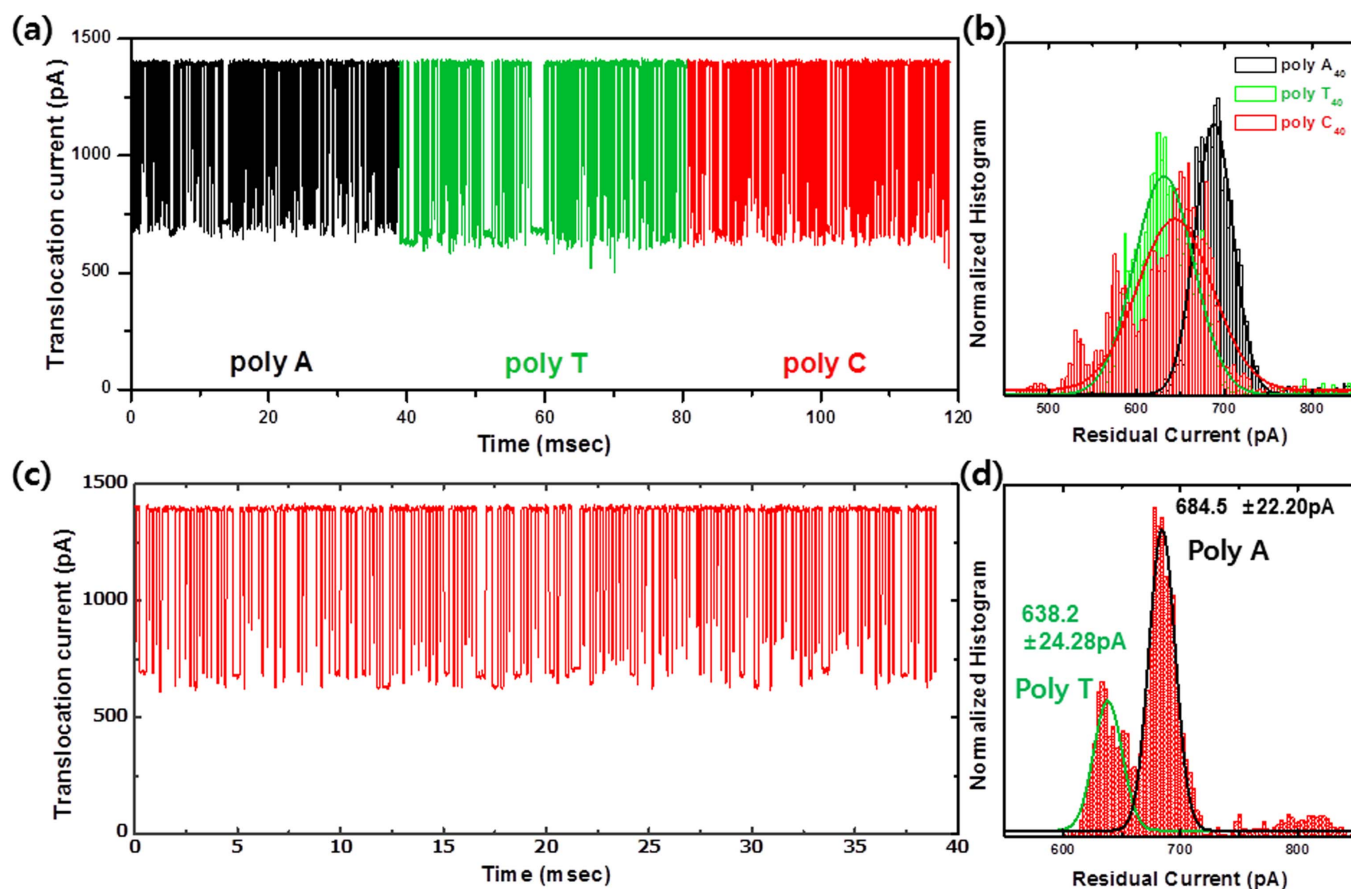 (a)
Translocation current (pA)
1500
1000
500
0
poly A
poly T
poly C
0
20
40
60
80
100
120
Time (msec)
(b)
Normalized Histogram
poly A40
poly T40
poly C40
500
600
700
800
Residual Current (pA)
(c)
Translocation current (pA)
1500
1000
500
0
0
5
10
15
20
25
30
35
40
Time (msec)
(d)
Normalized Histogram
684.5 ±22.20pA
Poly A
638.2
±24.28pA
Poly T
600
700
800
Residual Current (pA)